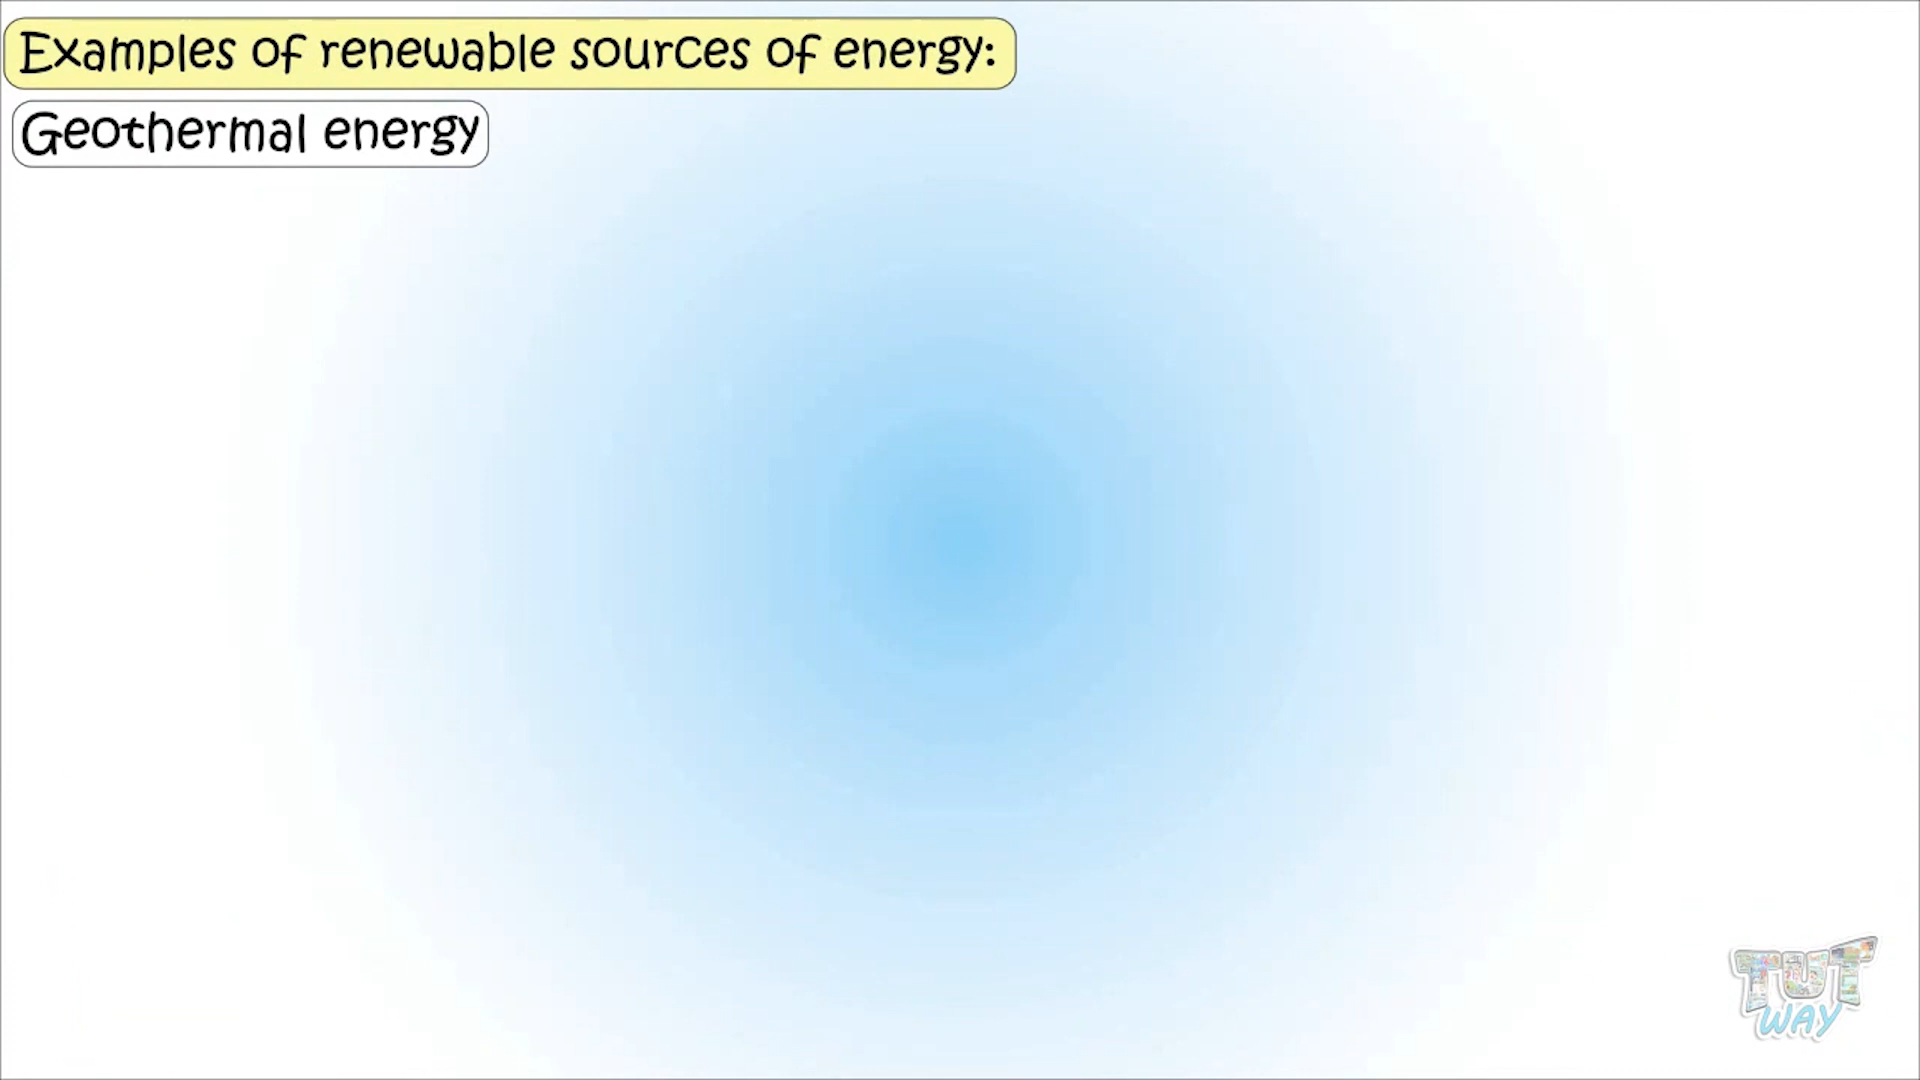 Examples of renewable sources of energy:
Geothermal energy
TUT
WAY